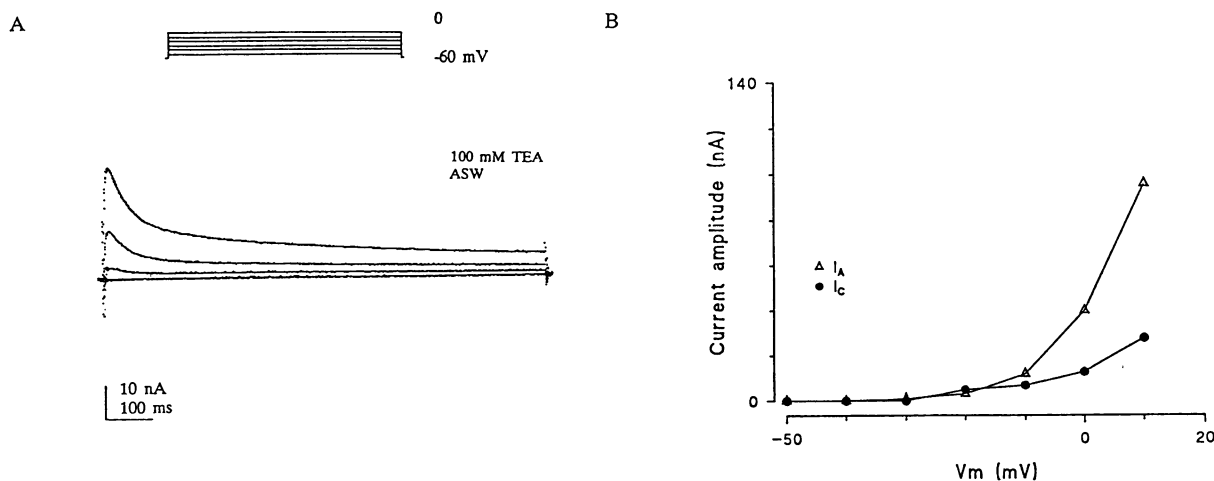 A
0
-60 mV
100 mM TEA
ASW
10 nA
100 ms
B
140
Current amplitude (nA)
I_A
I_C
0
-50
0
20
Vm (mV)